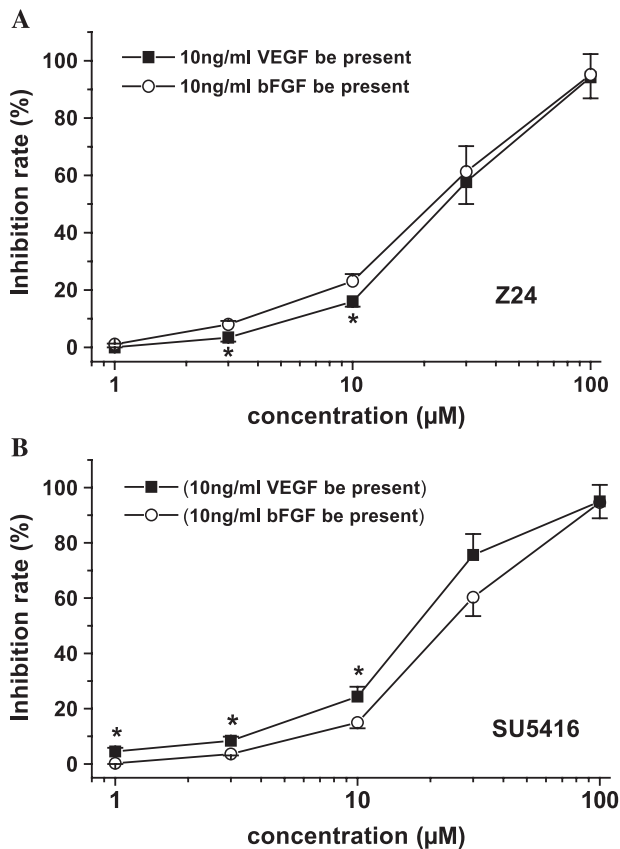 A
10ng/ml VEGF be present
10ng/ml bFGF be present
100
80
60
40
20
0
Inhibition rate (%)
*
*
Z24
1
10
100
concentration (µM)
B
(10ng/ml VEGF be present)
(10ng/ml bFGF be present)
100
80
60
40
20
0
Inhibition rate (%)
*
*
*
SU5416
1
10
100
concentration (µM)